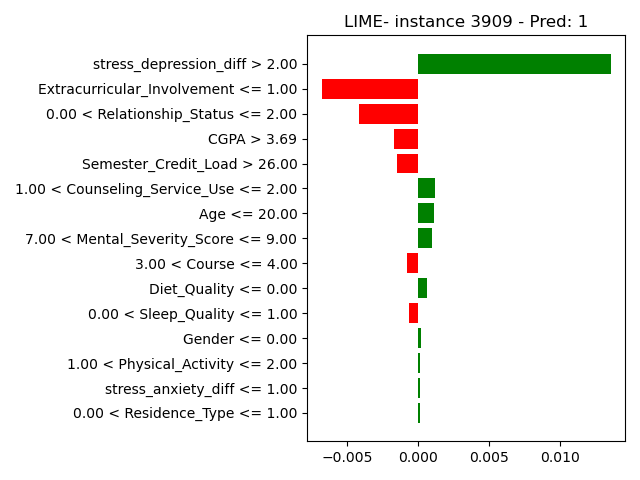 LIME- instance 3909 - Pred: 1
stress_depression_diff > 2.00
Extracurricular_Involvement <= 1.00
0.00 < Relationship_Status <= 2.00
CGPA > 3.69
Semester_Credit_Load > 26.00
1.00 < Counseling_Service_Use <= 2.00
Age <= 20.00
7.00 < Mental_Severity_Score <= 9.00
3.00 < Course <= 4.00
Diet_Quality <= 0.00
0.00 < Sleep_Quality <= 1.00
Gender <= 0.00
1.00 < Physical_Activity <= 2.00
stress_anxiety_diff <= 1.00
0.00 < Residence_Type <= 1.00
−0.005 0.000 0.005 0.010